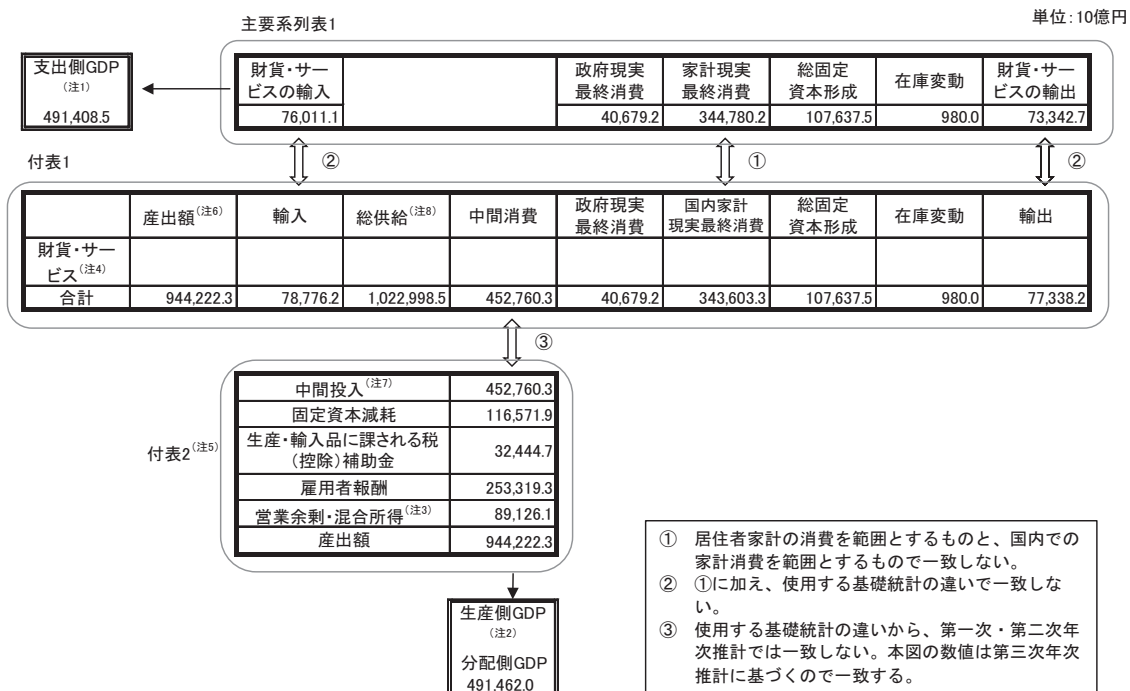 単位：10億円
主要系列表1
支出側GDP
（注1）
491,408.5
財貨・サー
ビスの輸入
政府現実
最終消費
家計現実
最終消費
総固定
資本形成
在庫変動
財貨・サー
ビスの輸出
76,011.1 40,679.2 344,780.2 107,637.5 980.0 73,342.7
② ① ②
付表1
産出額（注6） 輸入 総供給（注8） 中間消費 政府現実
最終消費
国内家計
現実最終消費
総固定
資本形成
在庫変動 輸出
財貨・サー
ビス（注4）
合計 944,222.3 78,776.2 1,022,998.5 452,760.3 40,679.2 343,603.3 107,637.5 980.0 77,338.2
③
付表2（注5）
中間投入（注7） 452,760.3
固定資本減耗 116,571.9
生産・輸入品に課される税
（控除）補助金 32,444.7
雇用者報酬 253,319.3
営業余剰・混合所得（注3） 89,126.1
産出額 944,222.3
生産側GDP
（注2）
分配側GDP
491,462.0
① 居住者家計の消費を範囲とするものと、国内での
家計消費を範囲とするもので一致しない。
② ①に加え、使用する基礎統計の違いで一致しな
い。
③ 使用する基礎統計の違いから、第一次・第二次年
次推計では一致しない。本図の数値は第三次年次
推計に基づくので一致する。